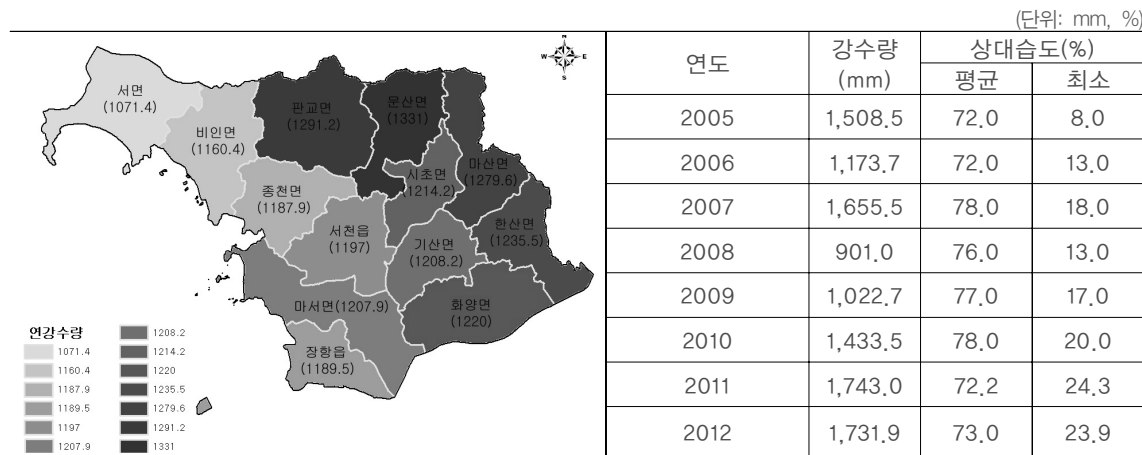 (단위: mm, %)
N
W E
S
서면
(1071.4)
비인면
(1160.4)
판교면
(1291.2)
문산면
(1331)
시초면
(1214.2)
마산면
(1279.6)
종천면
(1187.9)
서천읍
(1197)
기산면
(1208.2)
한산면
(1235.5)
마서면(1207.9)
화양면
(1220)
장항읍
(1189.5)
연강수량
1071.4
1160.4
1187.9
1189.5
1197
1207.9
1208.2
1214.2
1220
1235.5
1279.6
1291.2
1331
연도 강수량 (mm) 상대습도(%)
평균 최소
2005 1,508.5 72.0 8.0
2006 1,173.7 72.0 13.0
2007 1,655.5 78.0 18.0
2008 901.0 76.0 13.0
2009 1,022.7 77.0 17.0
2010 1,433.5 78.0 20.0
2011 1,743.0 72.2 24.3
2012 1,731.9 73.0 23.9